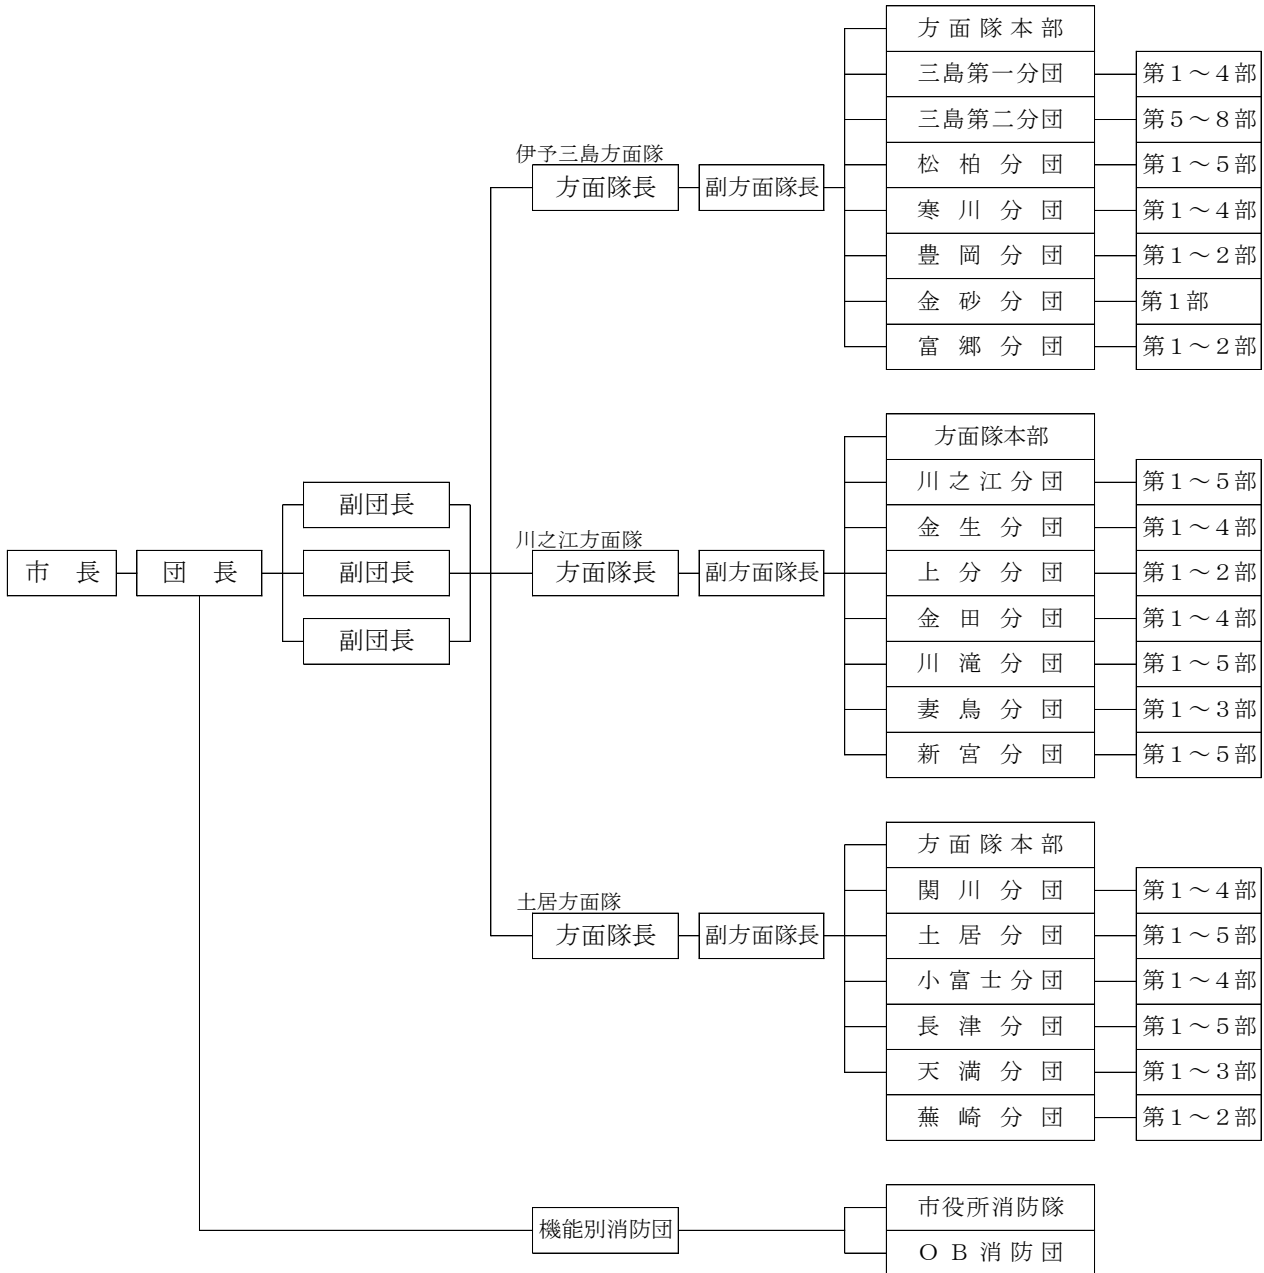 方面隊本部
三島第一分団 第１～４部
三島第二分団 第５～８部
伊予三島方面隊
松柏分団 第１～５部
方面隊長 副方面隊長
寒川分団 第１～４部
豊岡分団 第１～２部
金砂分団 第１部
富郷分団 第１～２部
方面隊本部
川之江分団 第１～５部
副団長
金生分団 第１～４部
川之江方面隊
市長 団長 副団長 方面隊長 副方面隊長 上分分団 第１～２部
金田分団 第１～４部
副団長
川滝分団 第１～５部
妻鳥分団 第１～３部
新宮分団 第１～５部
方面隊本部
関川分団 第１～４部
土居方面隊
方面隊長 副方面隊長 土居分団 第１～５部
小富士分団 第１～４部
長津分団 第１～５部
天満分団 第１～３部
蕪崎分団 第１～２部
市役所消防隊
機能別消防団
ＯＢ消防団